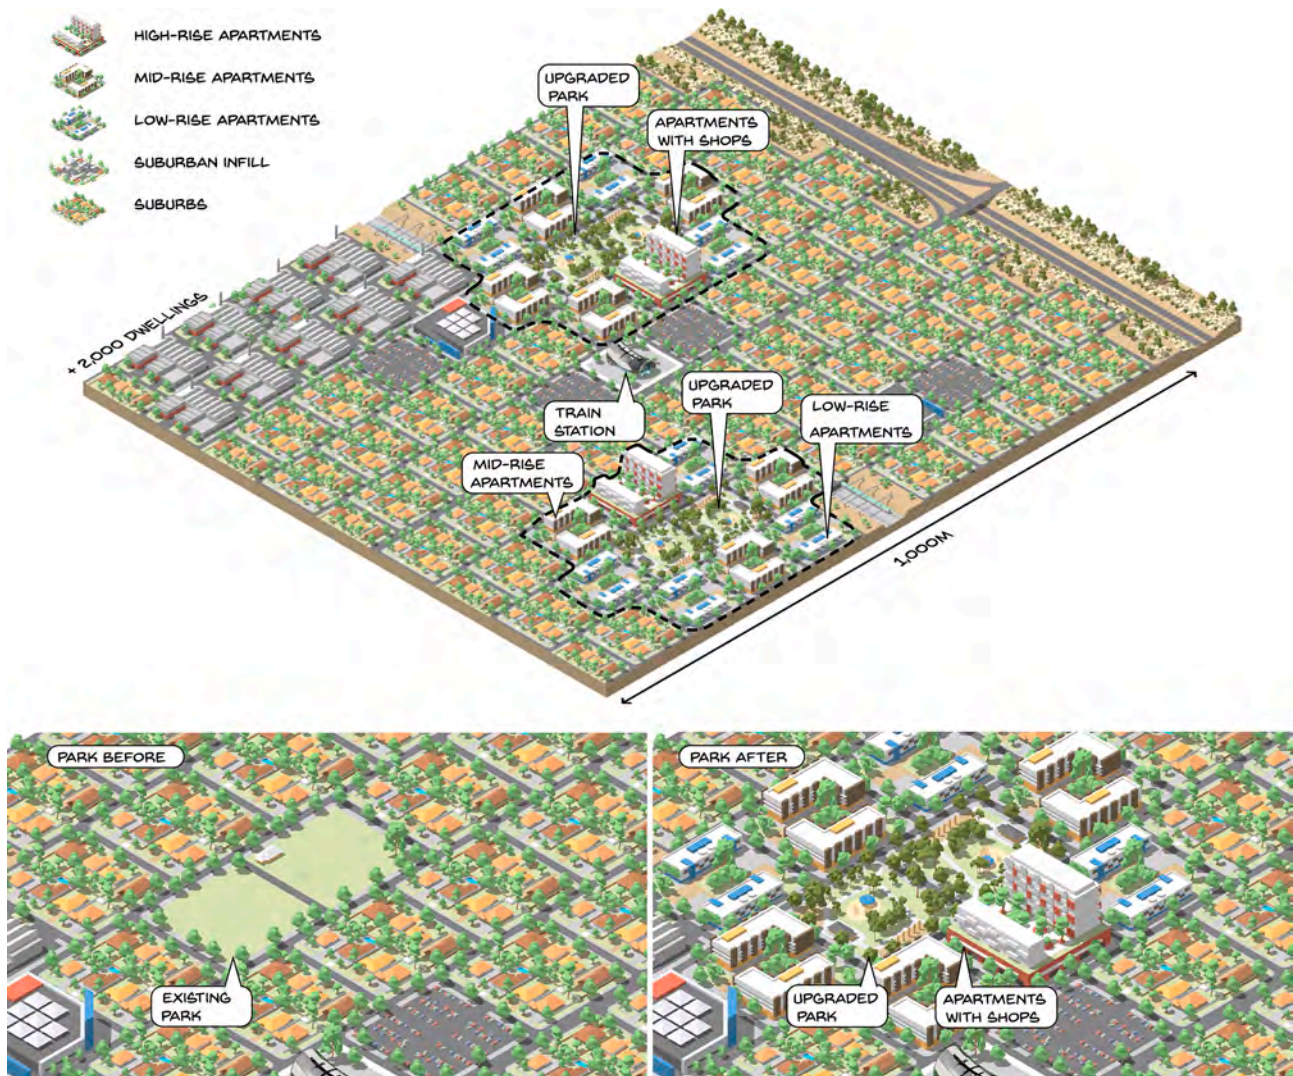 HIGH-RISE APARTMENTS
MID-RISE APARTMENTS
LOW-RISE APARTMENTS
SUBURBAN INFILL
SUBURBS
UPGRADED
PARK
APARTMENTS
WITH SHOPS
+ 2,000 DWELLINGS
TRAIN
STATION
UPGRADED
PARK
LOW-RISE
APARTMENTS
MID-RISE
APARTMENTS
1,000M
PARK BEFORE
EXISTING
PARK
PARK AFTER
UPGRADED
PARK
APARTMENTS
WITH SHOPS